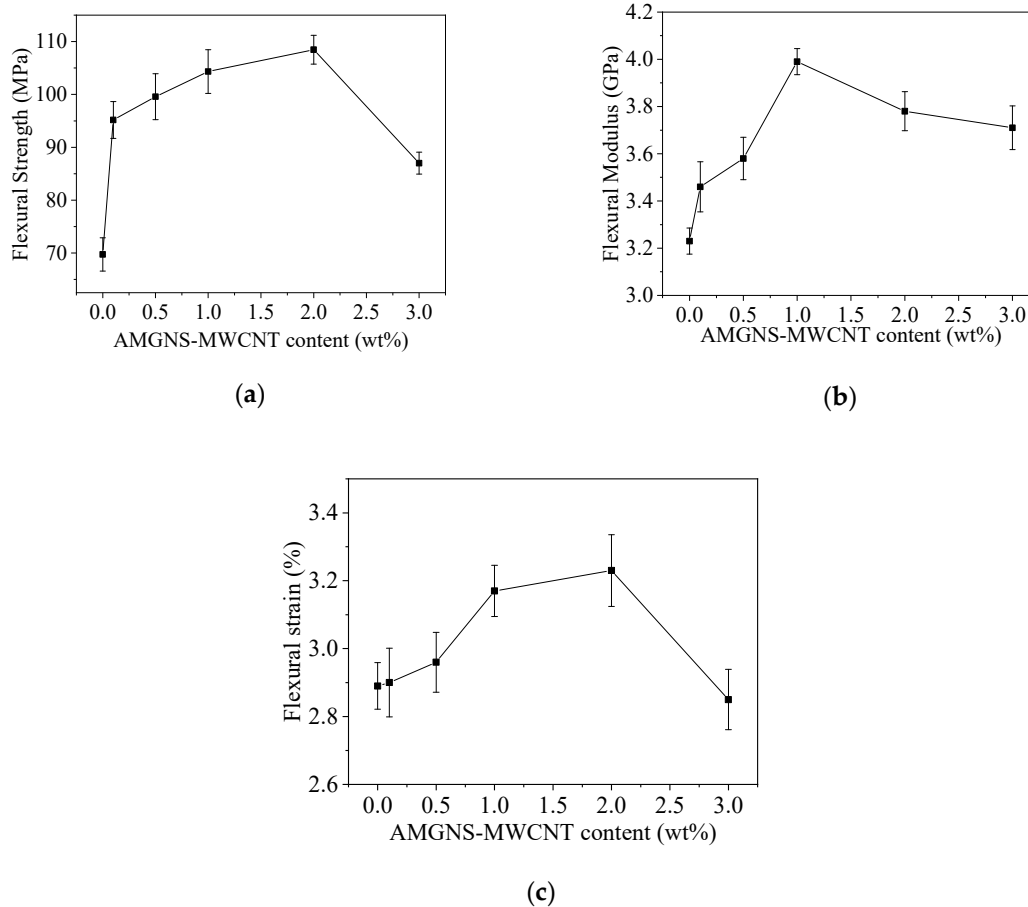 Flexural Strength (MPa)
110
100
90
80
70
0.0 0.5 1.0 1.5 2.0 2.5 3.0
AMGNS-MWCNT content (wt%)
(a)
Flexural Modulus (GPa)
4.2
4.0
3.8
3.6
3.4
3.2
3.0
0.0 0.5 1.0 1.5 2.0 2.5 3.0
AMGNS-MWCNT content (wt%)
(b)
Flexural strain (%)
3.4
3.2
3.0
2.8
2.6
0.0 0.5 1.0 1.5 2.0 2.5 3.0
AMGNS-MWCNT content (wt%)
(c)